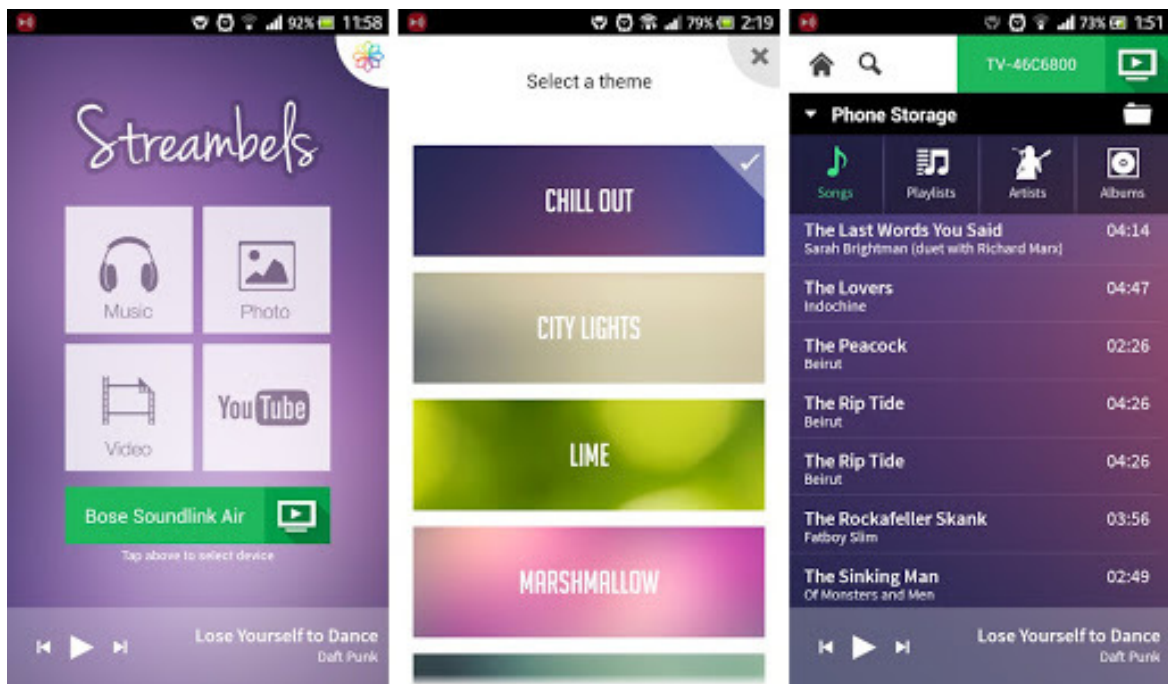 92% 11:58
Streambels
Music
Photo
Video
YouTube
Bose Soundlink Air
Tap above to select device
Lose Yourself to Dance
Daft Punk
79% 2:19
Select a theme
CHILL OUT
CITY LIGHTS
LIME
MARSHMALLOW
73% 1:51
TV-46C6800
Phone Storage
Songs
Playlists
Artists
Albums
The Last Words You Said 04:14
Sarah Brightman (duet with Richard Marx)
The Lovers 04:47
Indochine
The Peacock 02:26
Beirut
The Rip Tide 04:26
Beirut
The Rip Tide 04:26
Beirut
The Rockafeller Skank 03:56
Fatboy Slim
The Sinking Man 02:49
Of Monsters and Men
Lose Yourself to Dance
Daft Punk